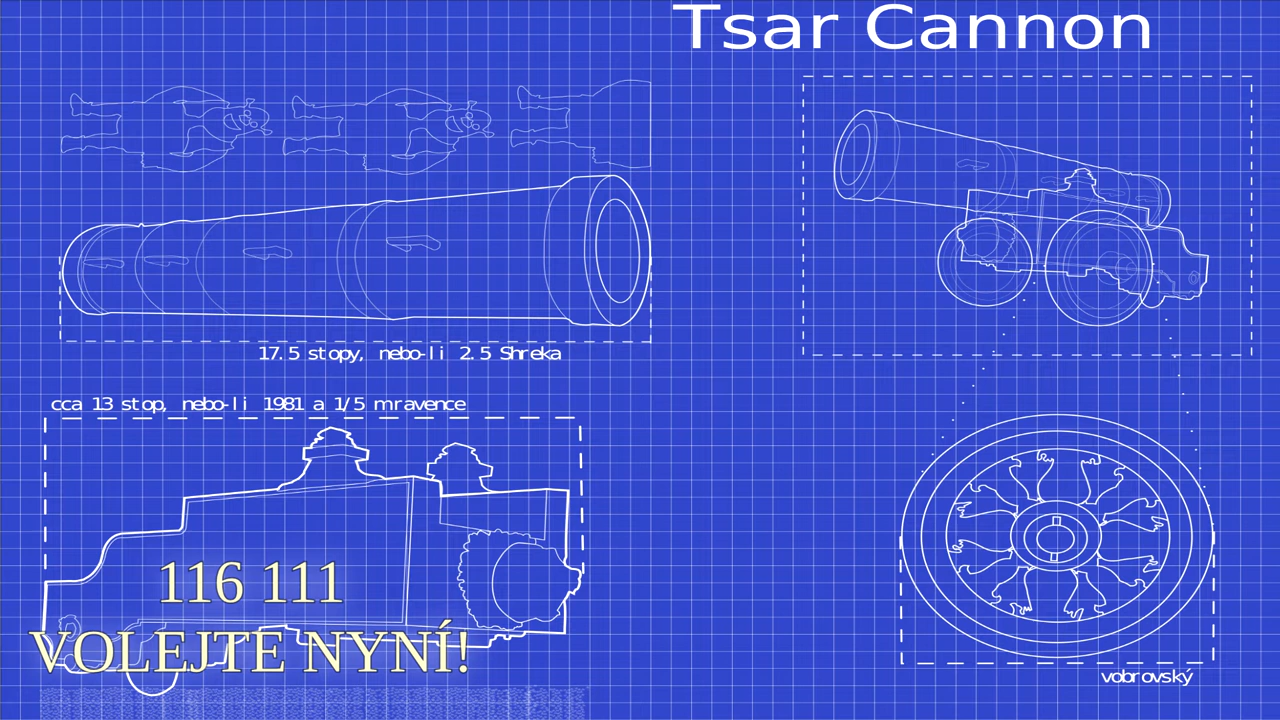 Tsar Cannon
17.5 stopy, nebo-li 2.5 Shreka
cca 13 stop, nebo-li 1981 a 1/5 mravence
116 111
VOLEJTE NYNÍ!
vobrovský